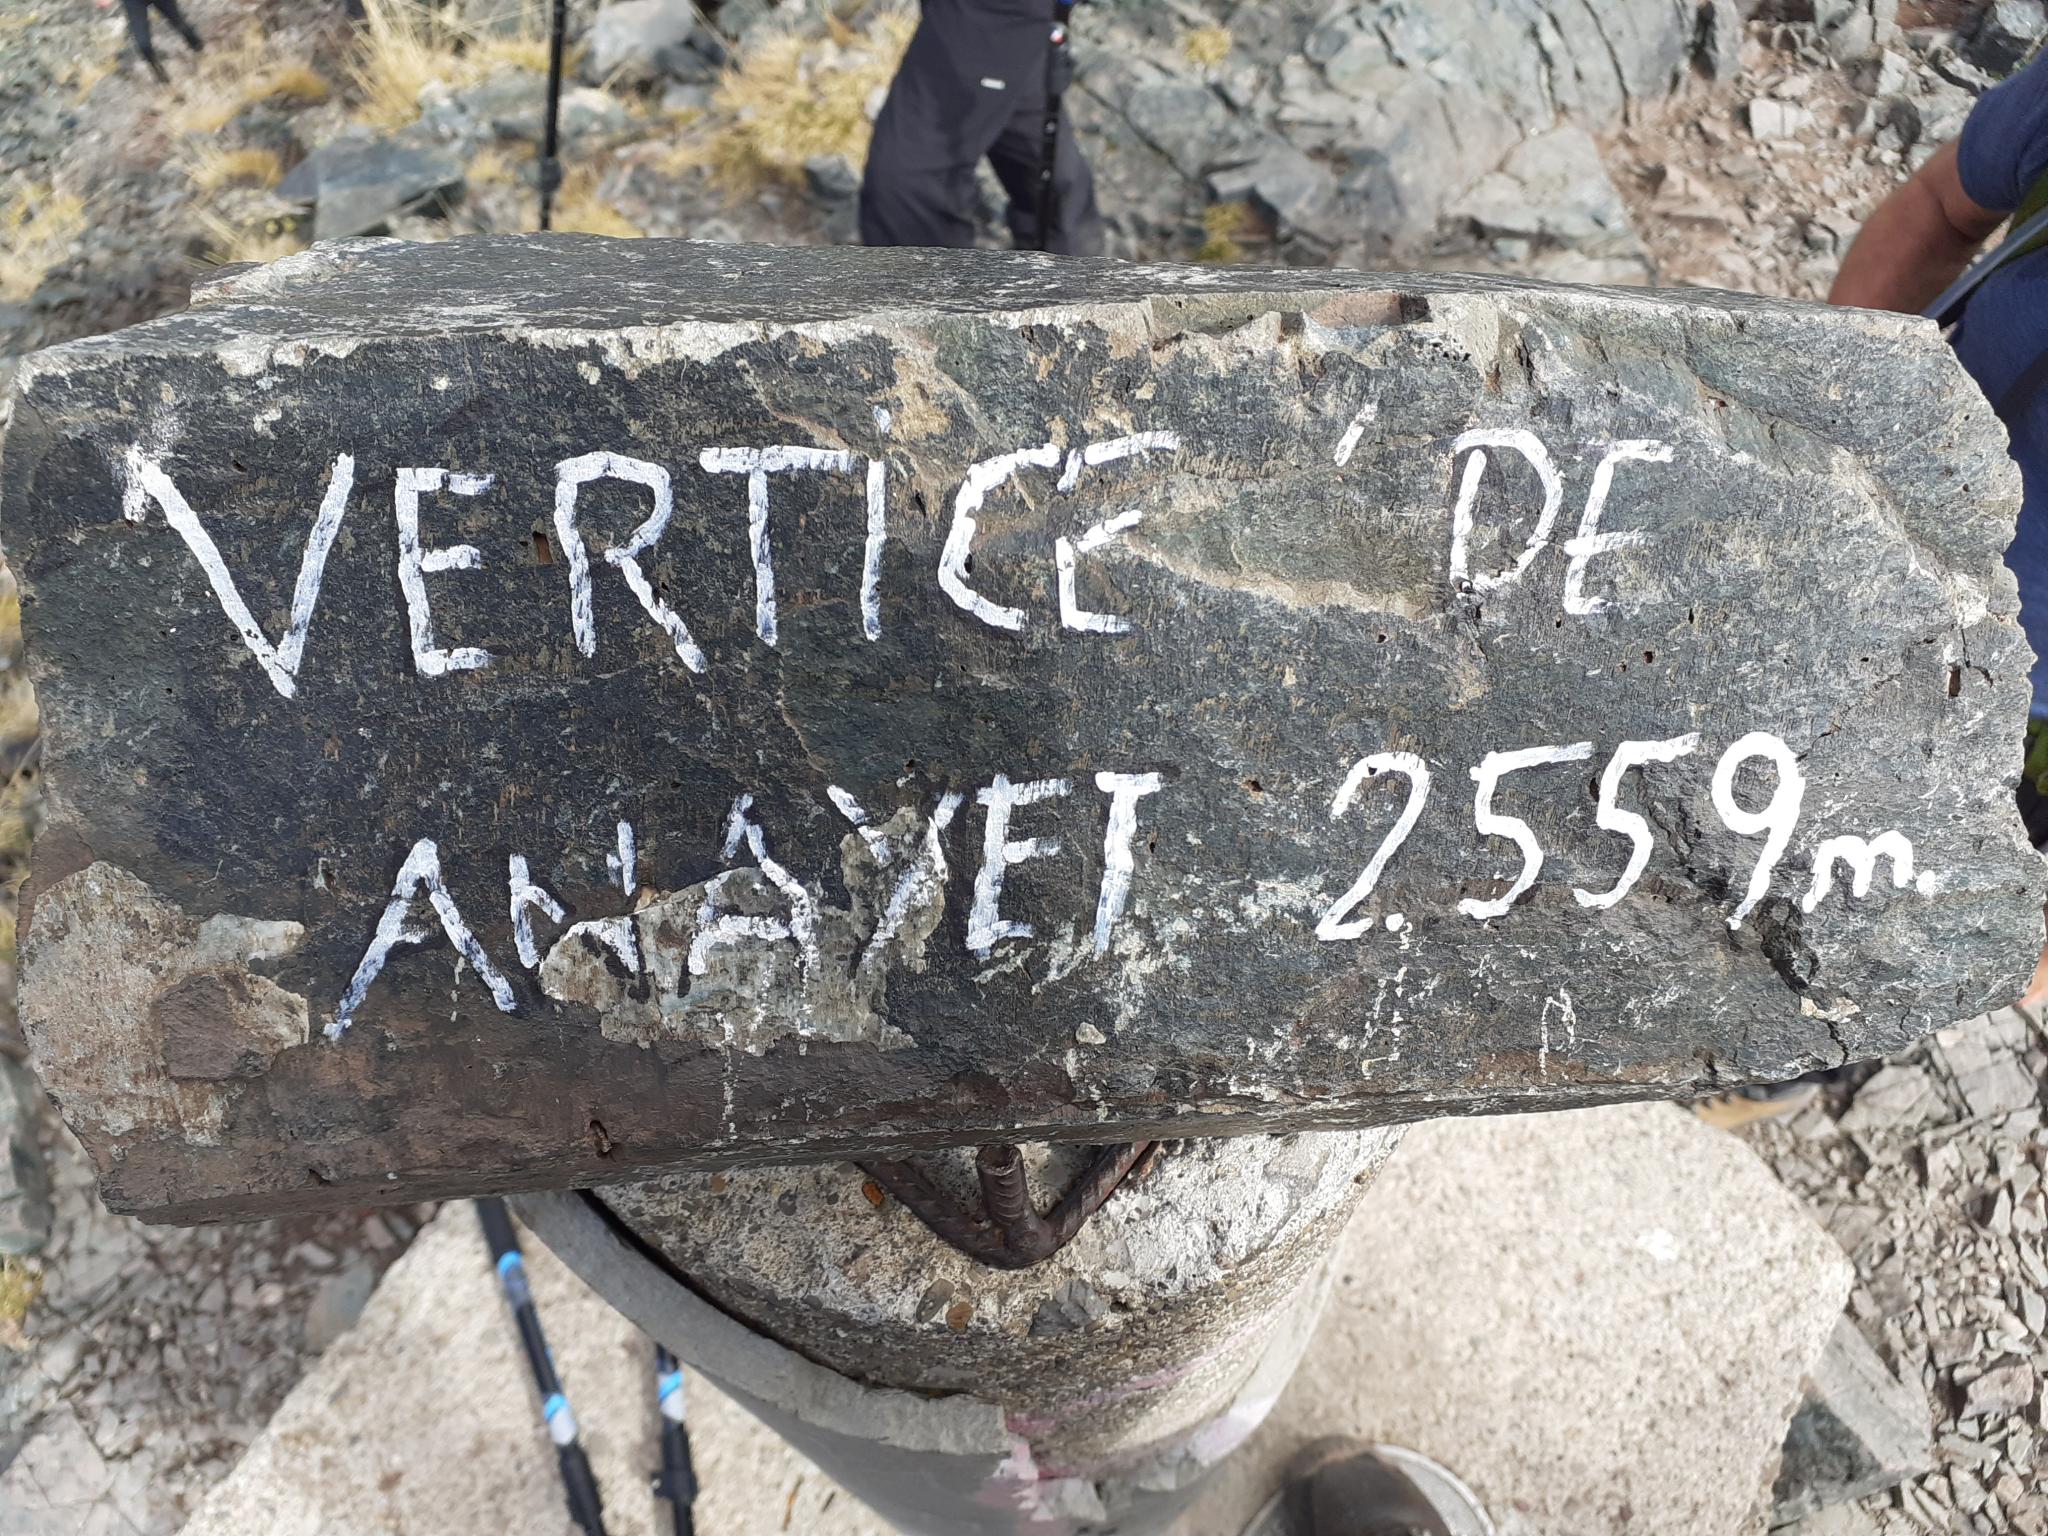 VERTICE DE
ANAYET 2.559m.